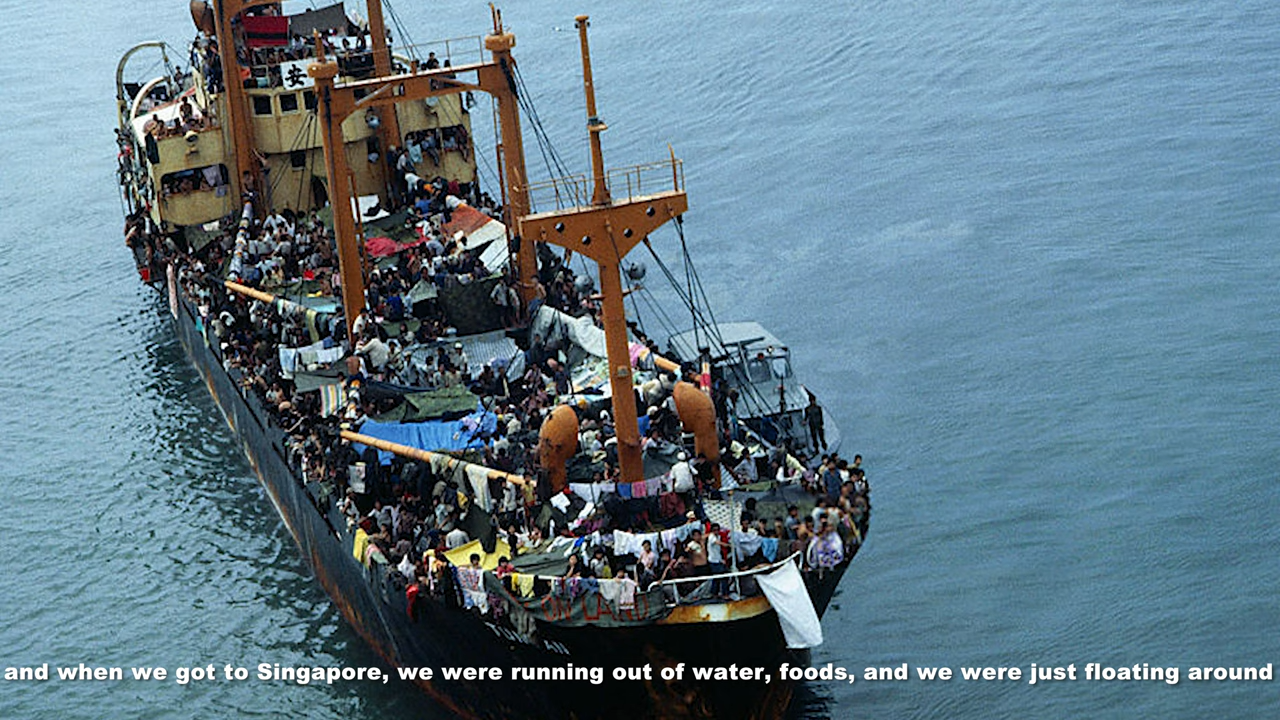 安
LAND
and when we got to Singapore, we were running out of water, foods, and we were just floating around